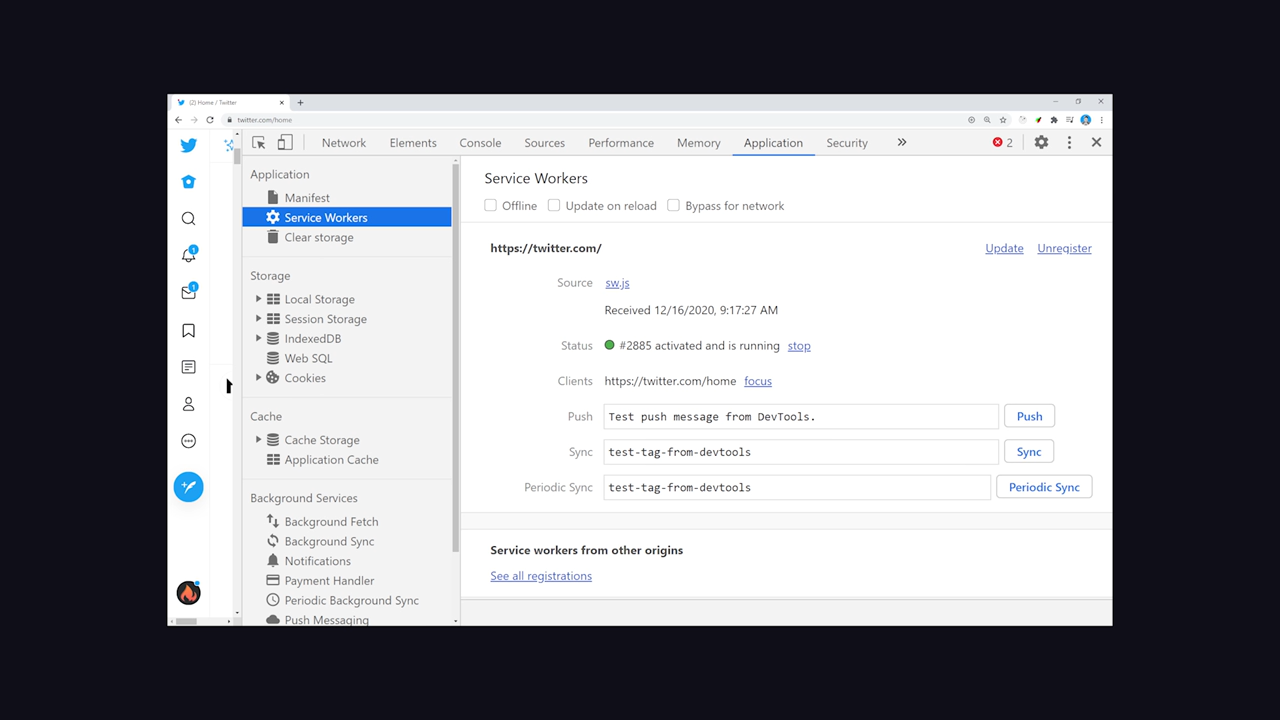 (2) Home / Twitter
twitter.com/home
Network Elements Console Sources Performance Memory Application Security 2
Application
Manifest
Service Workers
Clear storage
Storage
Local Storage
Session Storage
IndexedDB
Web SQL
Cookies
Cache
Cache Storage
Application Cache
Background Services
Background Fetch
Background Sync
Notifications
Payment Handler
Periodic Background Sync
Push Messaging
Service Workers
Offline Update on reload Bypass for network
https://twitter.com/ Update Unregister
Source sw.js
Received 12/16/2020, 9:17:27 AM
Status #2885 activated and is running stop
Clients https://twitter.com/home focus
Push Test push message from DevTools. Push
Sync test-tag-from-devtools Sync
Periodic Sync test-tag-from-devtools Periodic Sync
Service workers from other origins
See all registrations
1
1